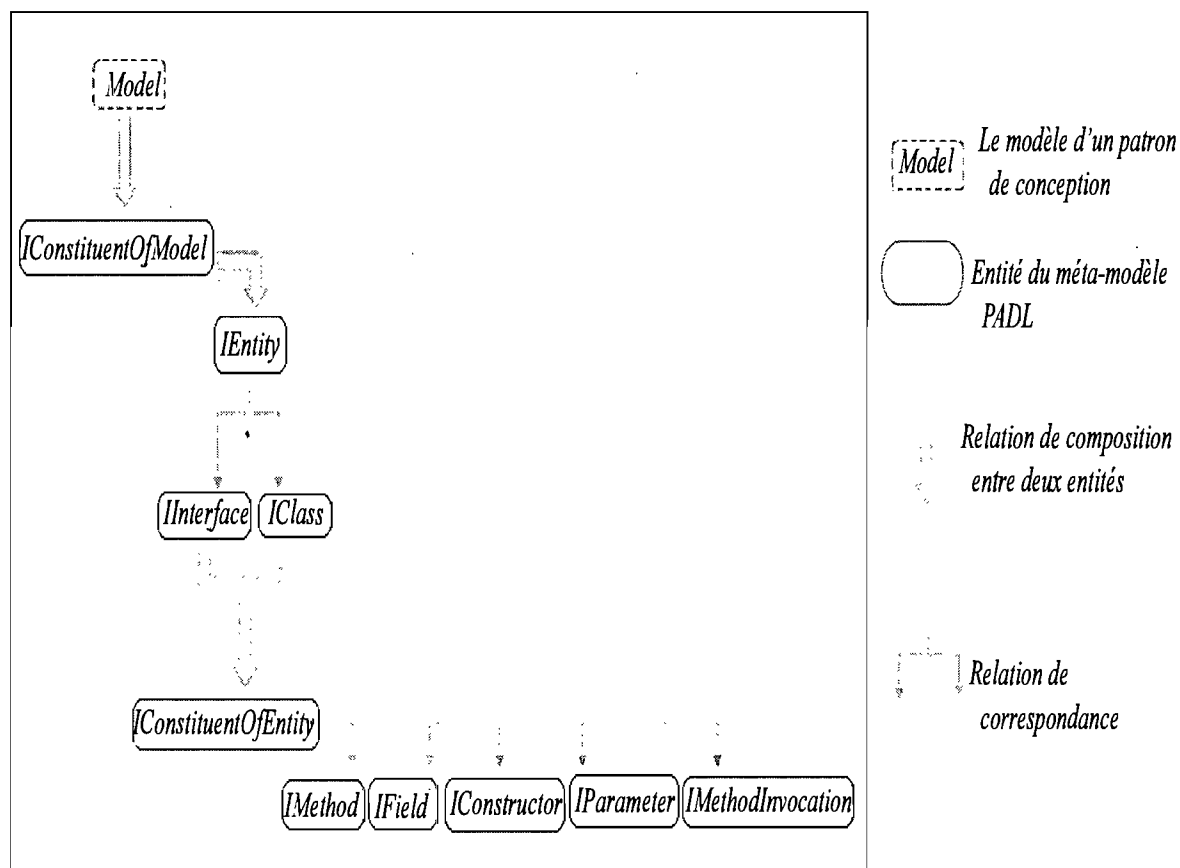 Model
IConstituentOfModel
IEntity
IInterface
IClass
IConstituentOfEntity
IMethod
IField
IConstructor
IParameter
IMethodInvocation
Model
Le modèle d'un patron
de conception
Entité du méta-modèle
PADL
Relation de composition
entre deux entités
Relation de
correspondance